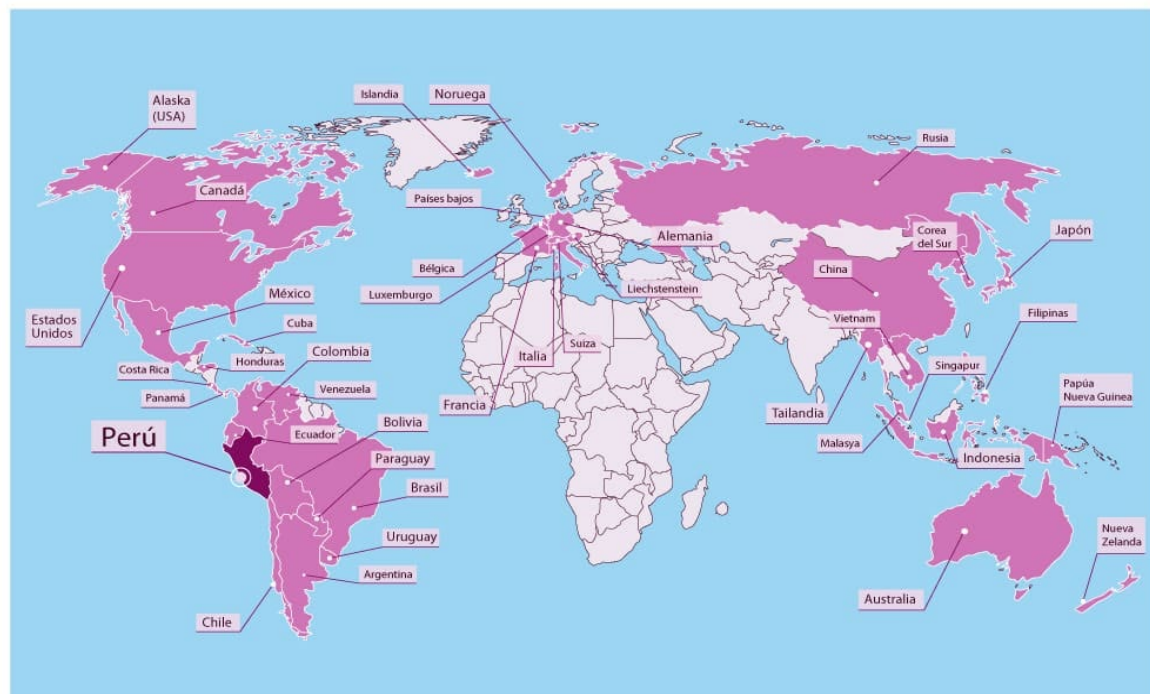 Alaska
(USA)
Islandia
Noruega
Rusia
Canadá
Países bajos
Alemania
Corea
del Sur
Japón
Bélgica
China
Luxemburgo
Liechstenstein
México
Estados
Unidos
Cuba
Vietnam
Filipinas
Colombia
Italia
Suiza
Honduras
Costa Rica
Singapur
Venezuela
Panamá
Francia
Tailandia
Papúa
Nueva Guinea
Perú
Ecuador
Bolivia
Malasya
Indonesia
Paraguay
Brasil
Uruguay
Nueva
Zelanda
Argentina
Australia
Chile